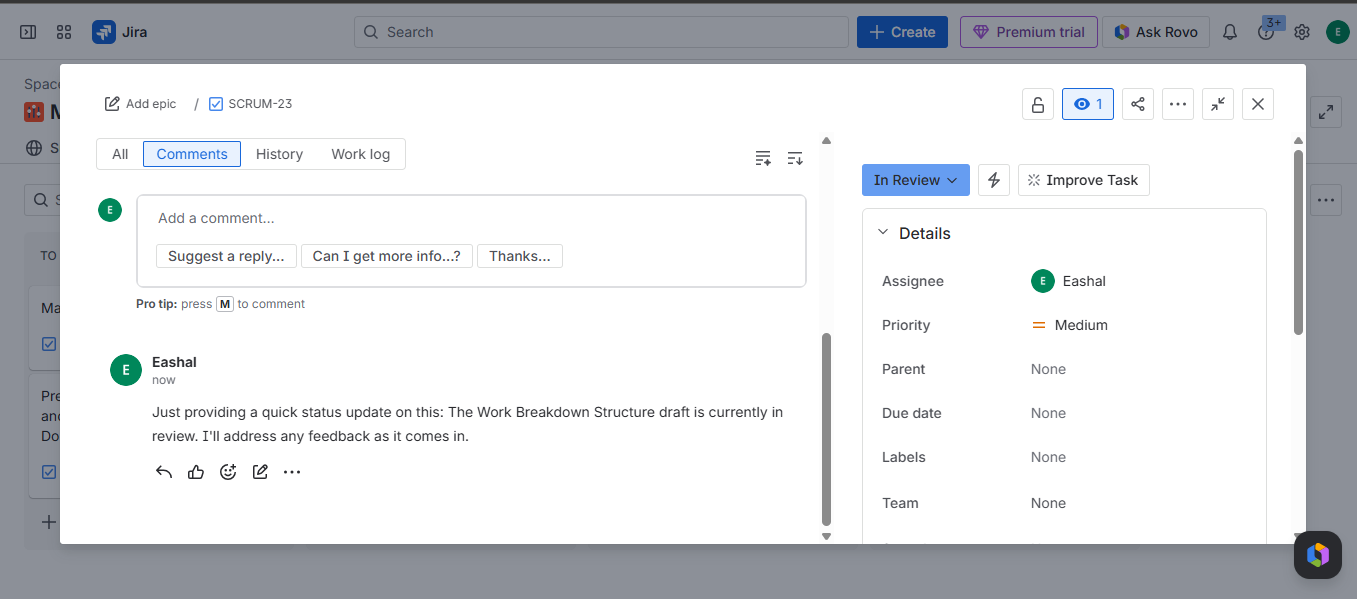 Jira
Search
Create
Premium trial
Ask Rovo
3+
E
Add epic / SCRUM-23
1
All
Comments
History
Work log
E
Add a comment...
Suggest a reply...
Can I get more info...?
Thanks...
Pro tip: press M to comment
E
Eashal
now
Just providing a quick status update on this: The Work Breakdown Structure draft is currently in
review. I'll address any feedback as it comes in.
In Review
Improve Task
Details
Assignee
E
Eashal
Priority
Medium
Parent
None
Due date
None
Labels
None
Team
None
TO